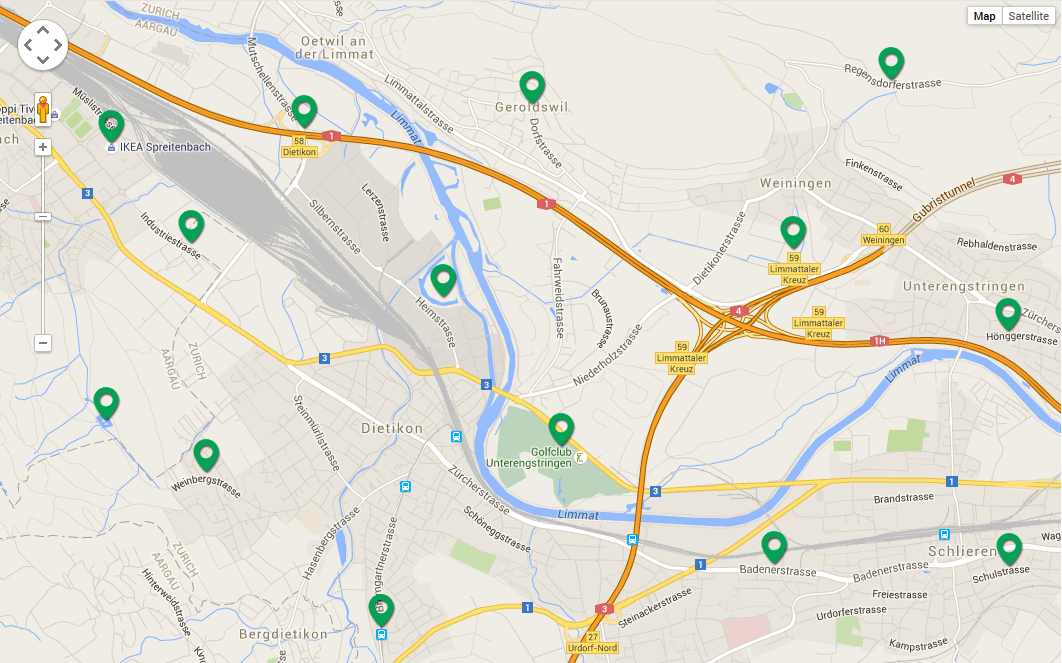 ZURICH
AARGAU
Map
Satellite
Oetwil an
der Limmat
Mutschellenstrasse
Limmattalstrasse
Regensdorferstrasse
Müslistrasse
Geroldswil
Limmat
Dorfstrasse
1
58
Dietikon
IKEA Spreitenbach
3
Finkenstrasse
Weiningen
4
Gubristtunnel
Lerzenstrasse
Silbernstrasse
1
Industriestrasse
Dietikonerstrasse
60
Weiningen
Rebhaldenstrasse
59
Limmattaler
Kreuz
Fahrweidstrasse
Brunaustrasse
Heimstrasse
Unterengstringen
4
59
Limmattaler
Kreuz
Hönggerstrasse
1H
59
Limmattaler
Kreuz
3
ZURICH
AARGAU
Niederholzstrasse
Limmat
3
Steinmürlistrasse
Dietikon
Golfclub
Unterengstringen
Weinbergstrasse
Zürcherstrasse
3
1
Brandstrasse
Limmat
Schöneggstrasse
Hasenbergstrasse
ZURICH
AARGAU
Schlieren
1
Badenerstrasse
Badenerstrasse
Schulstrasse
Hinterweidstrasse
Freiestrasse
1
3
Steinackerstrasse
Urdorferstrasse
Bergdietikon
27
Urdorf-Nord
Kampstrasse